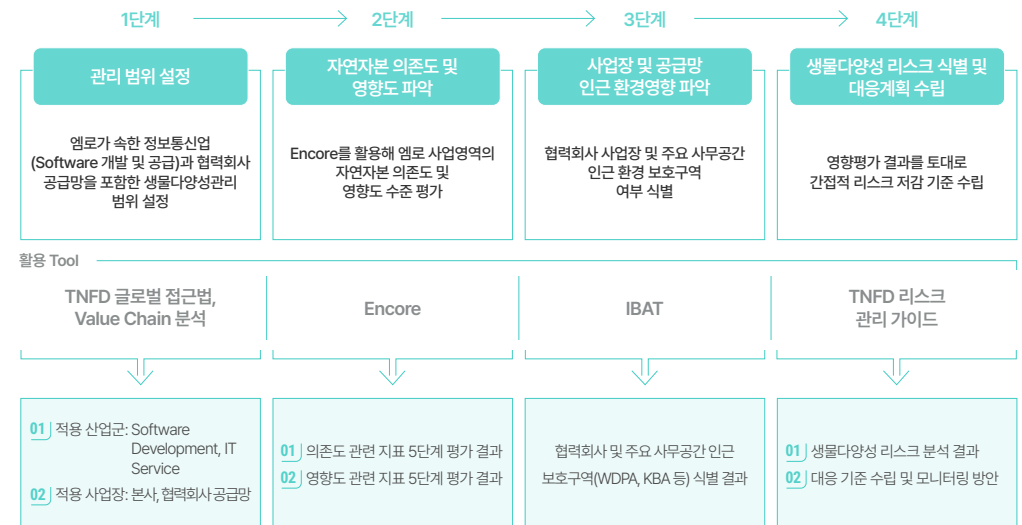 1단계
2단계
3단계
4단계
관리 범위 설정
엠로가 속한 정보통신업
(Software 개발 및 공급)과 협력회사
공급망을 포함한 생물다양성관리
범위 설정
자연자본 의존도 및
영향도 파악
Encore를 활용해 엠로 사업영역의
자연자본 의존도 및
영향도 수준 평가
사업장 및 공급망
인근 환경영향 파악
협력회사 사업장 및 주요 사무공간
인근 환경 보호구역
여부 식별
생물다양성 리스크 식별 및
대응계획 수립
영향평가 결과를 토대로
간접적 리스크 저감 기준 수립
활용 Tool
TNFD 글로벌 접근법,
Value Chain 분석
Encore
IBAT
TNFD 리스크
관리 가이드
01 적용 산업군: Software
Development, IT
Service
02 적용 사업장: 본사, 협력회사 공급망
01 의존도 관련 지표 5단계 평가 결과
02 영향도 관련 지표 5단계 평가 결과
협력회사 및 주요 사무공간 인근
보호구역(WDPA, KBA 등) 식별 결과
01 생물다양성 리스크 분석 결과
02 대응 기준 수립 및 모니터링 방안